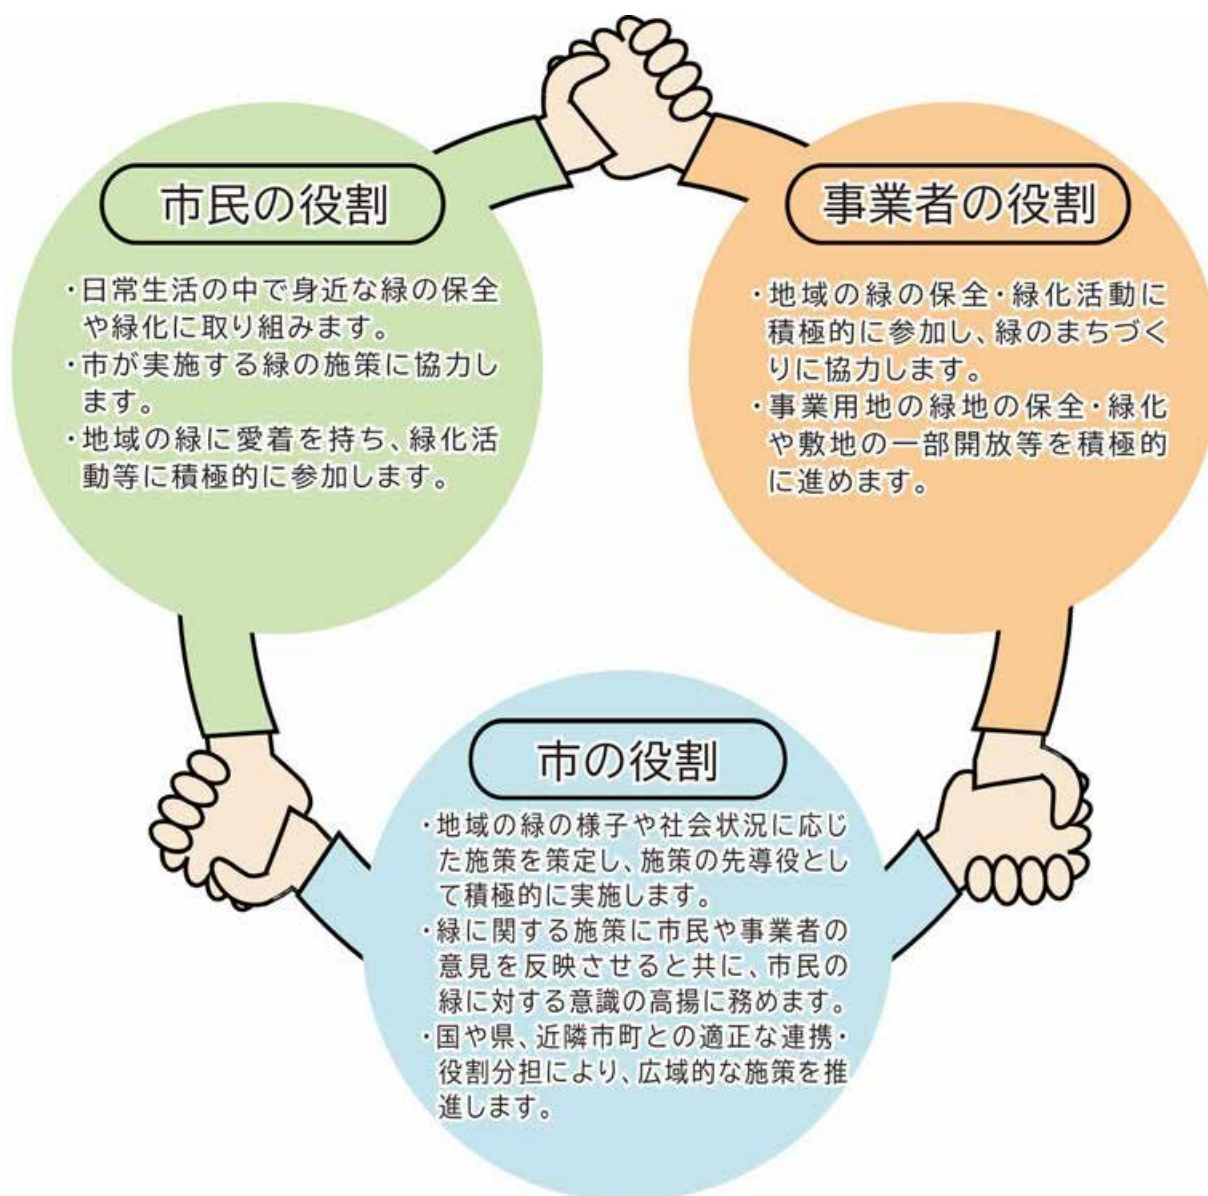 市民の役割
・日常生活の中で身近な緑の保全
や緑化に取り組みます。
・市が実施する緑の施策に協力し
ます。
・地域の緑に愛着を持ち、緑化活
動等に積極的に参加します。
事業者の役割
・地域の緑の保全・緑化活動に
積極的に参加し、緑のまちづく
りに協力します。
・事業用地の緑地の保全・緑化
や敷地の一部開放等を積極的
に進めます。
市の役割
・地域の緑の様子や社会状況に応じ
た施策を策定し、施策の先導役とし
て積極的に実施します。
・緑に関する施策に市民や事業者の
意見を反映させると共に、市民の
緑に対する意識の高揚に務めます。
・国や県、近隣市町との適正な連携・
役割分担により、広域的な施策を推
進します。